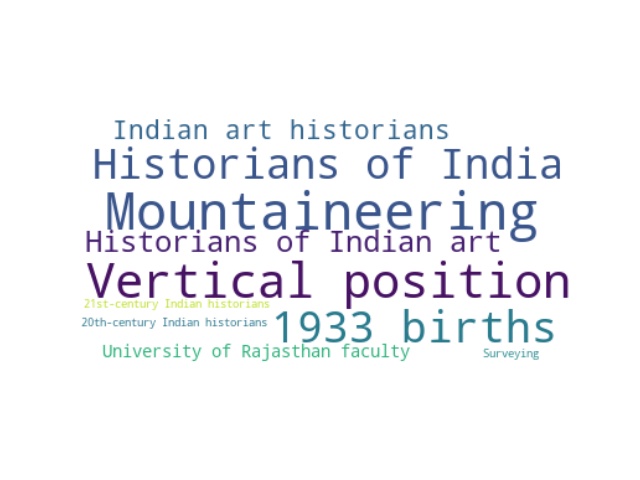 Indian art historians
Historians of India
Mountaineering
Historians of Indian art
Vertical position
21st-century Indian historians
20th-century Indian historians
1933 births
University of Rajasthan faculty
Surveying